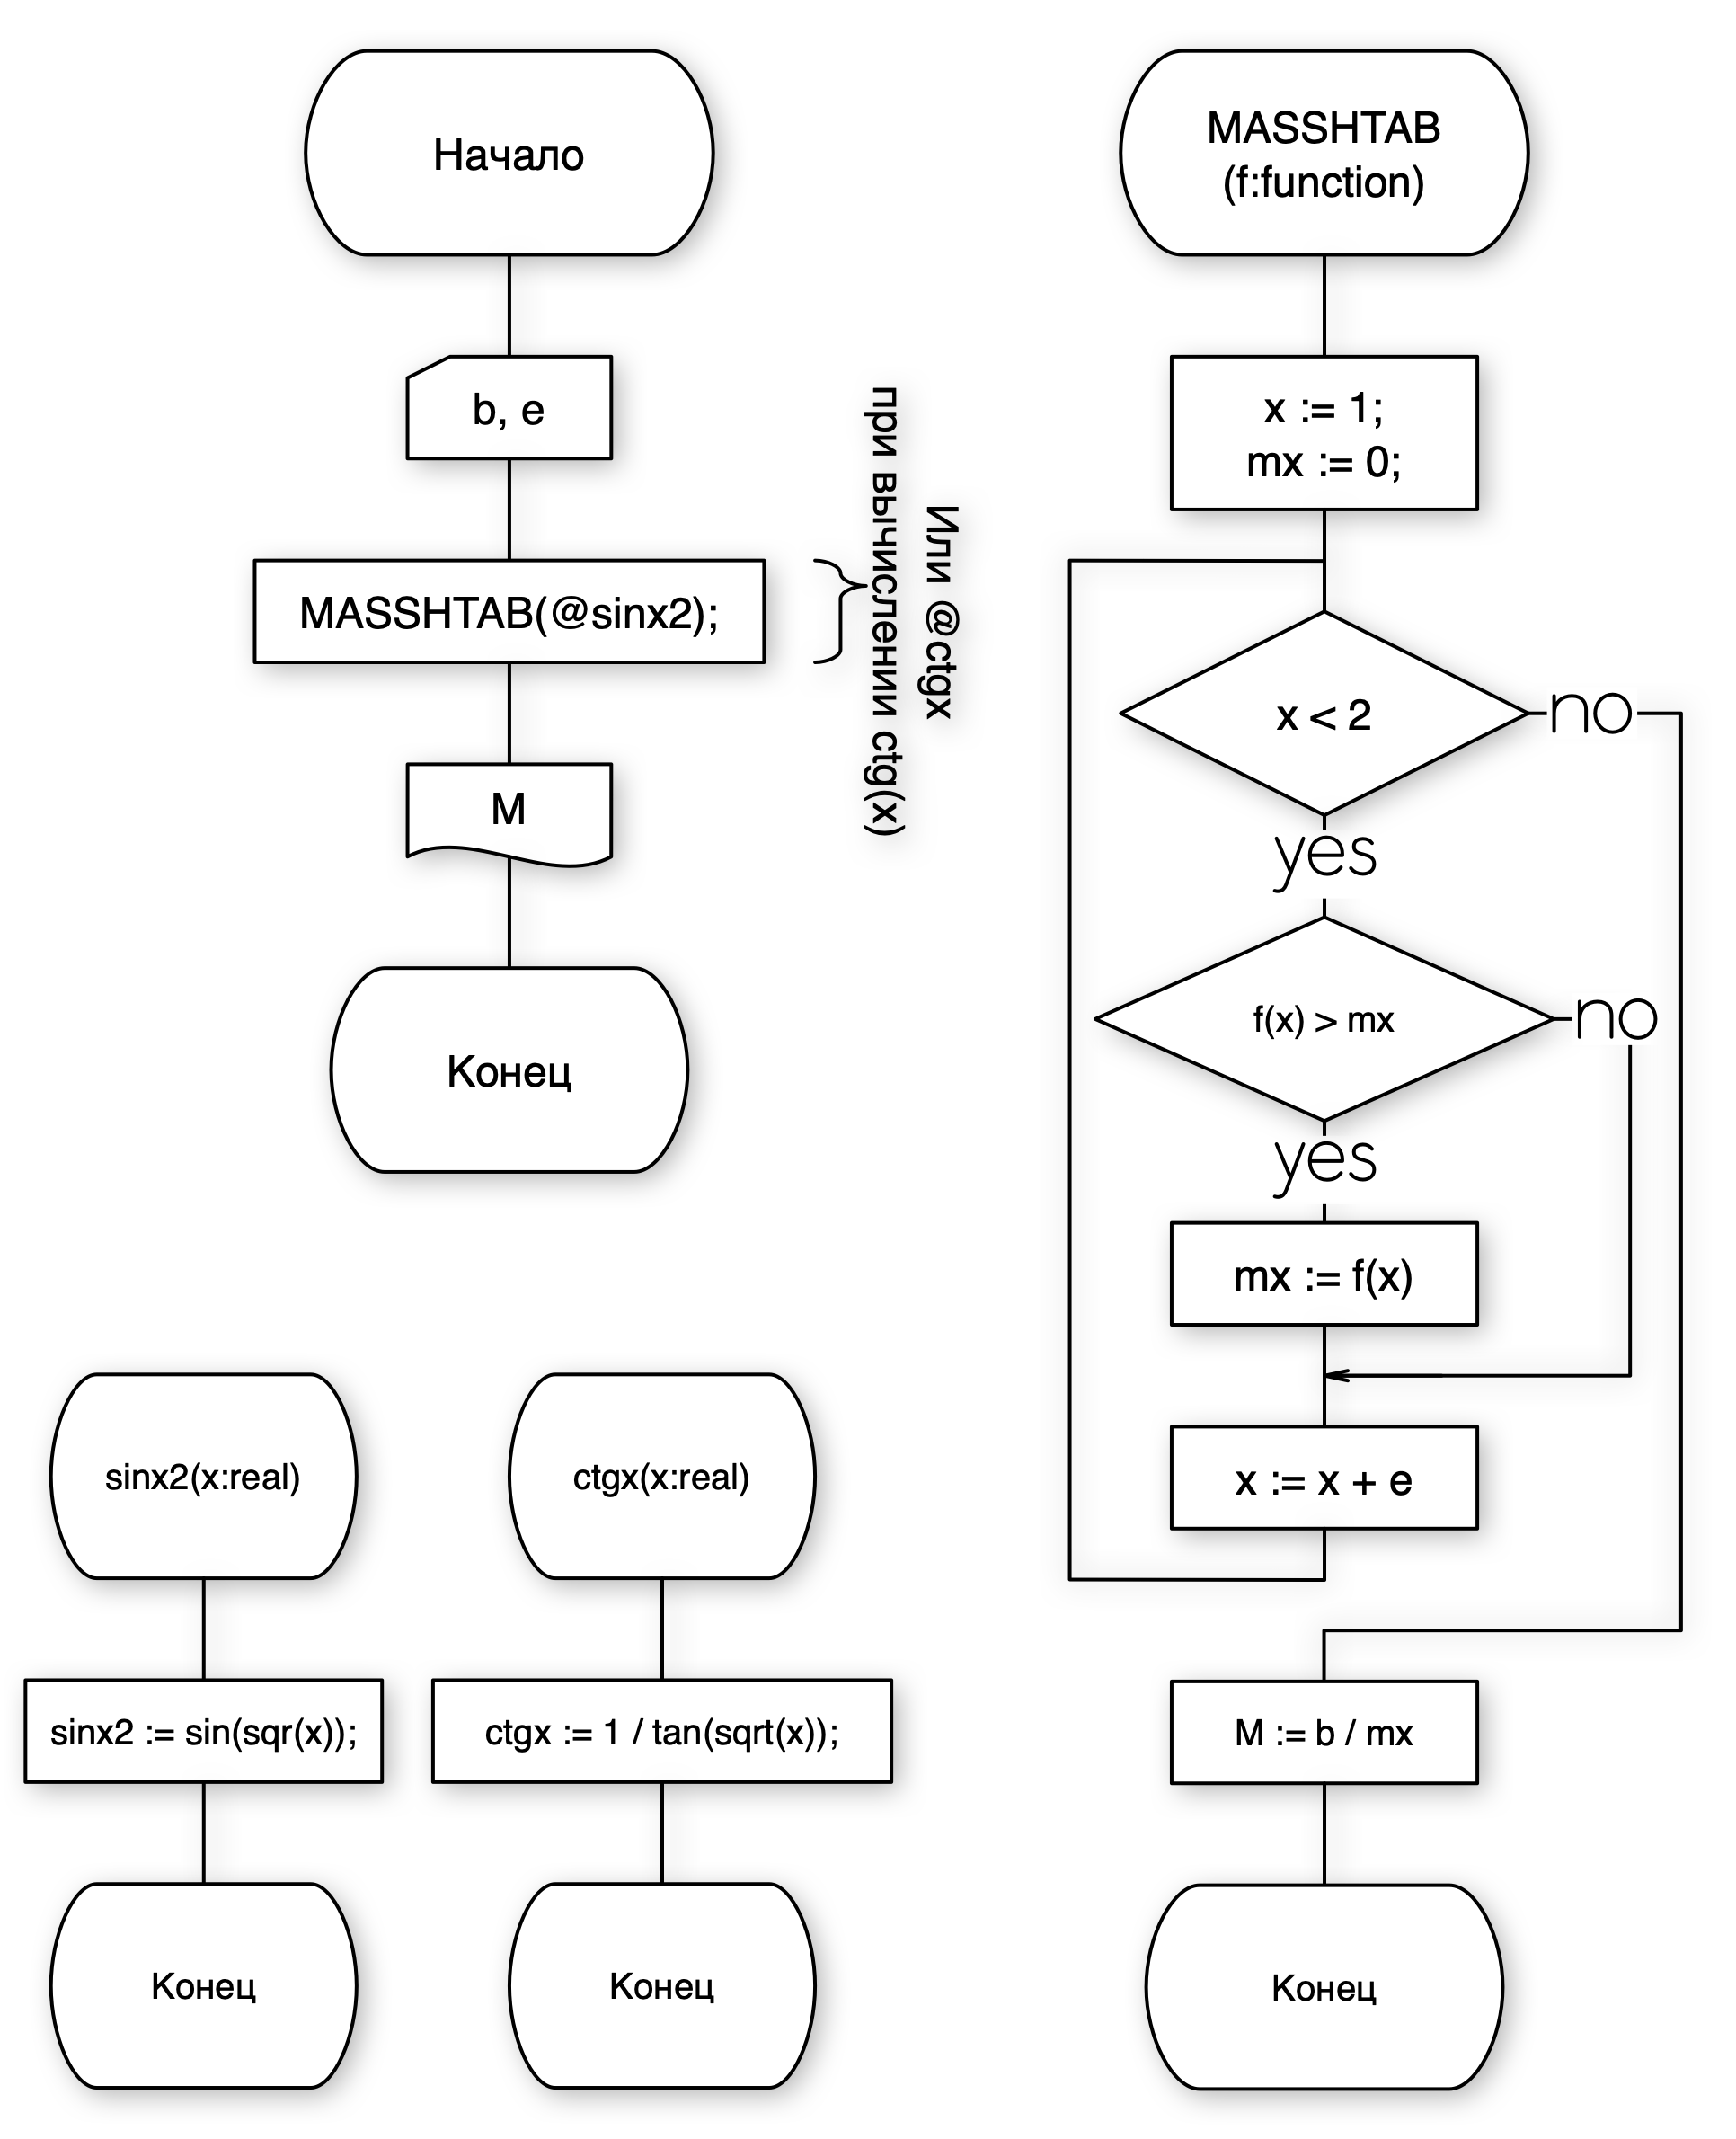 Начало
b, e
MASSHTAB(@sinx2);
Или @ctgx
при вычислении ctg(x)
M
Конец
MASSHTAB
(f:function)
x := 1;
mx := 0;
x < 2
no
yes
f(x) > mx
no
yes
mx := f(x)
x := x + e
M := b / mx
Конец
sinx2(x:real)
sinx2 := sin(sqr(x));
Конец
ctgx(x:real)
ctgx := 1 / tan(sqrt(x));
Конец